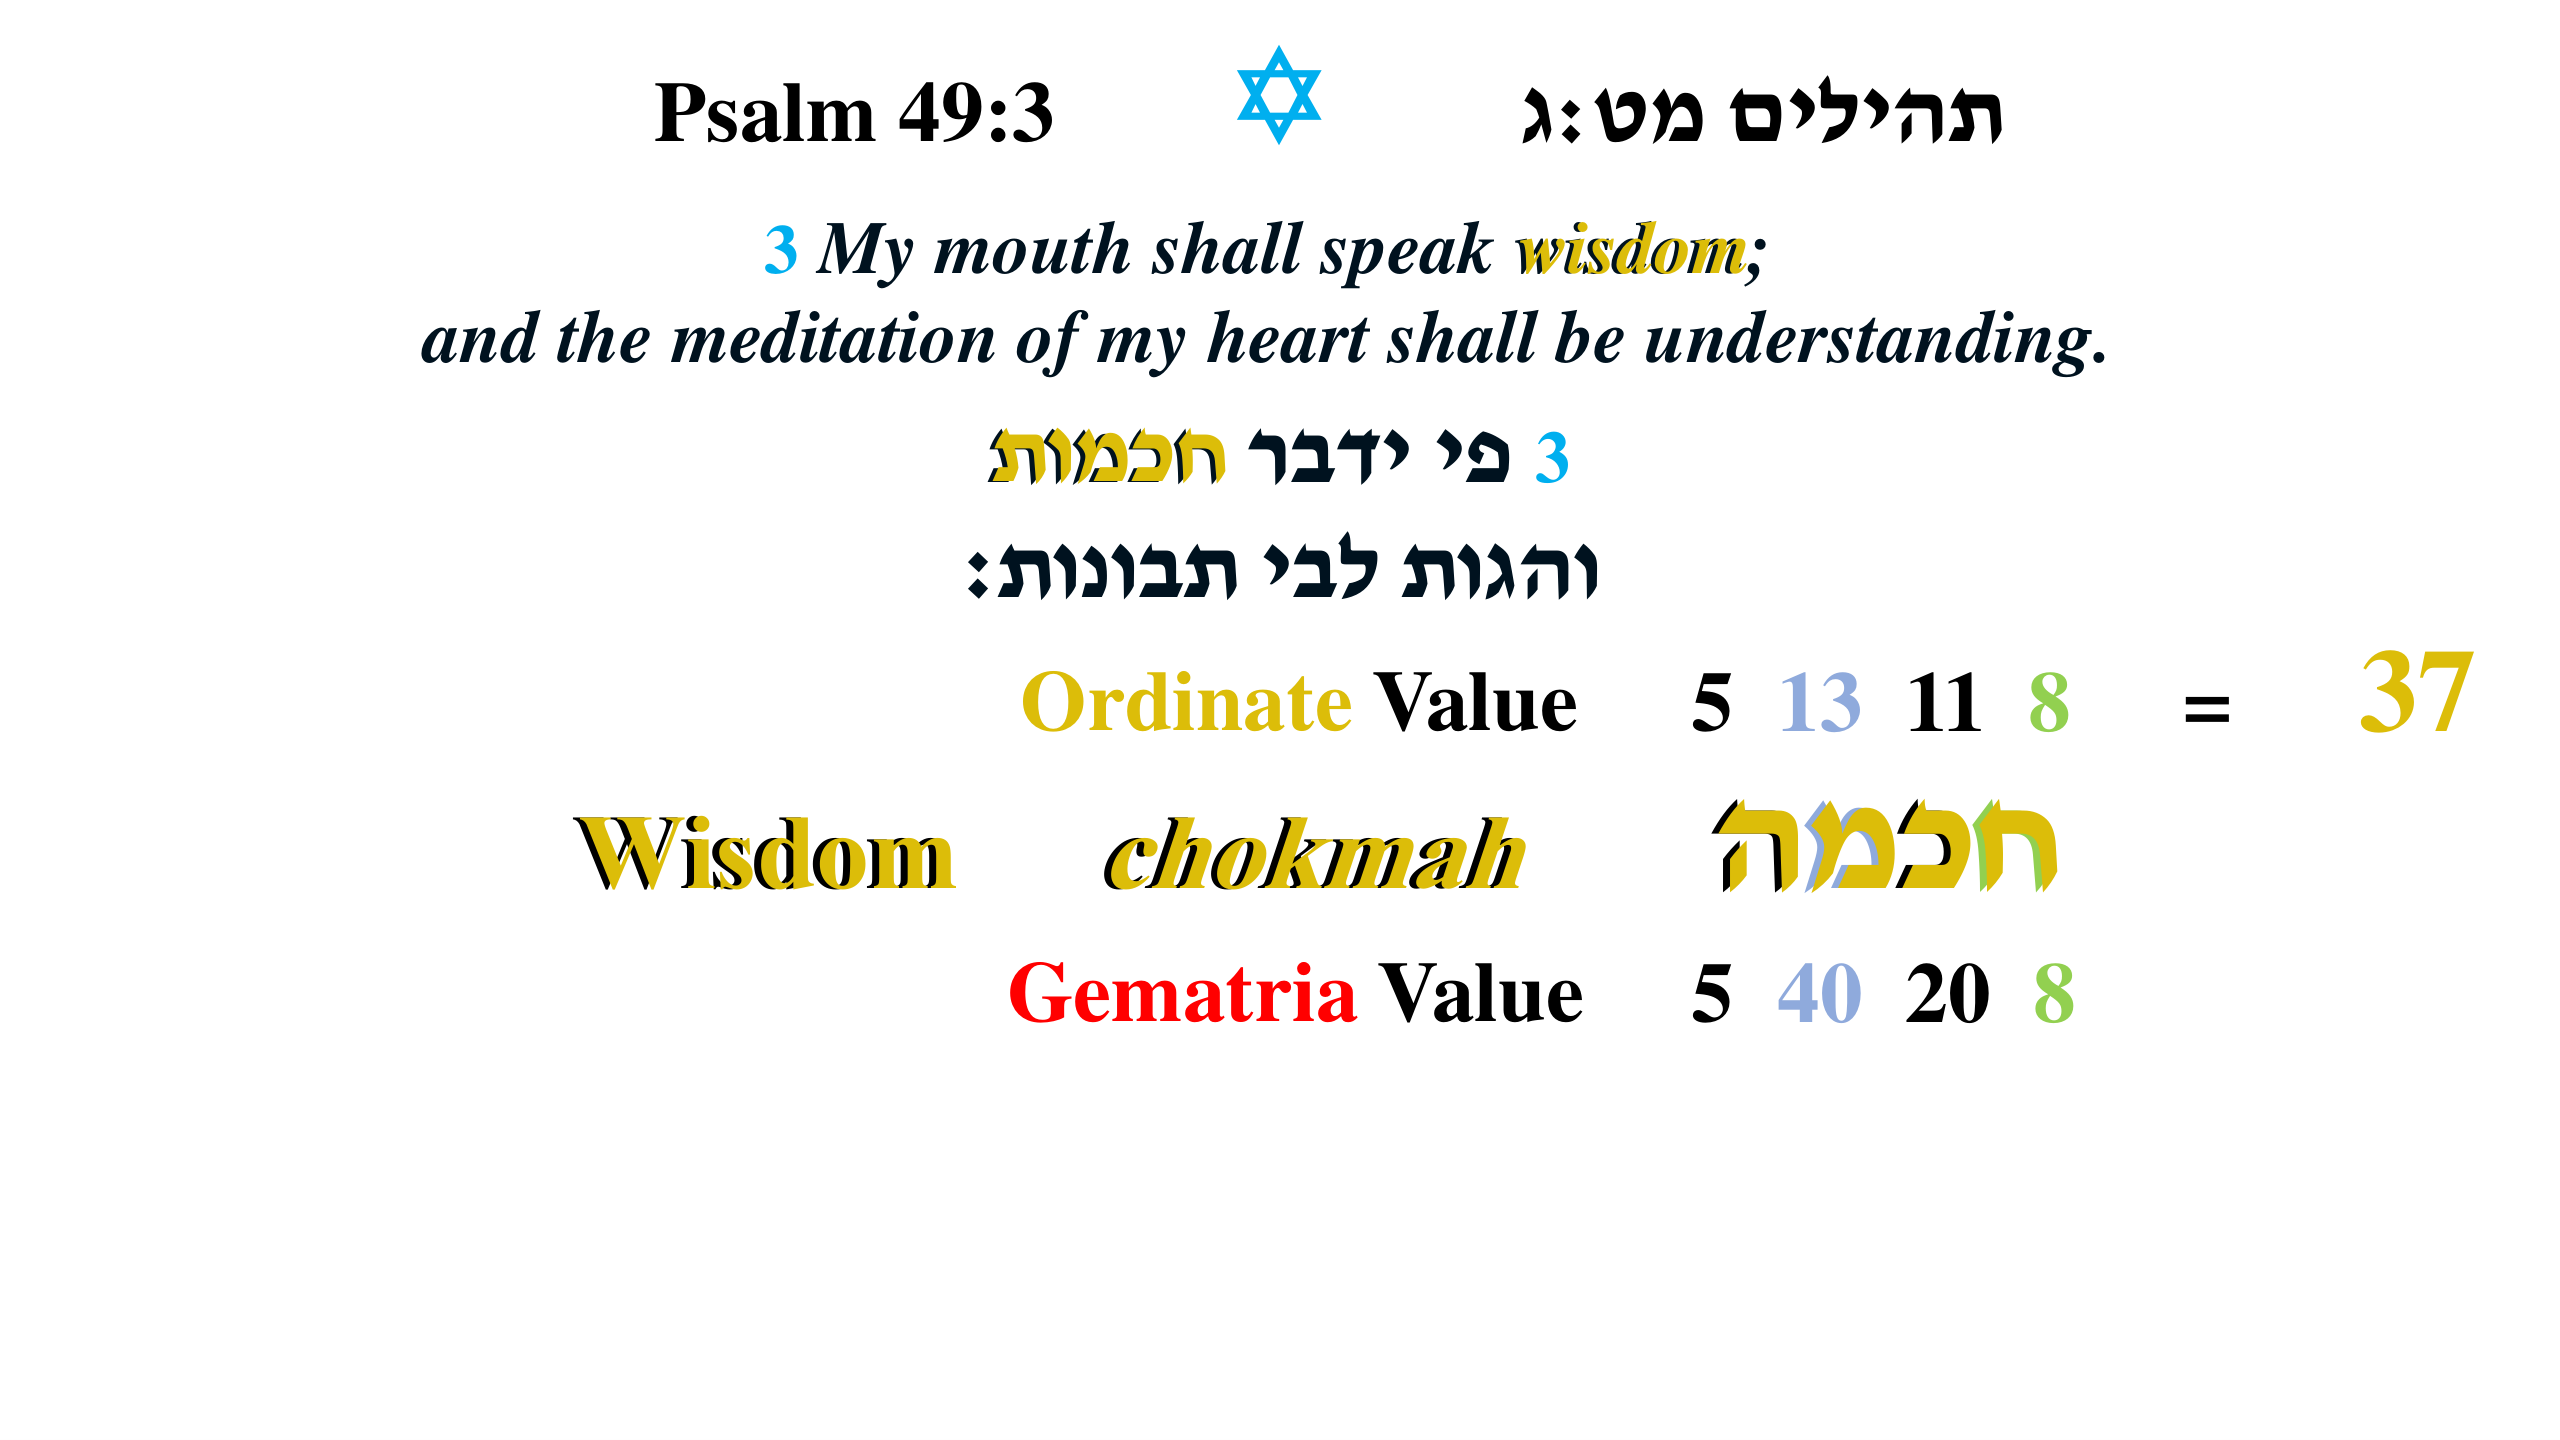 Psalm 49:3 ✡ תהילים מט:ג
3 My mouth shall speak wisdom;
and the meditation of my heart shall be understanding.
3 פי ידבר חכמות
והגות לבי תבונות:
Ordinate Value 5 13 11 8 = 37
Wisdom chokmah חכמה
Gematria Value 5 40 20 8